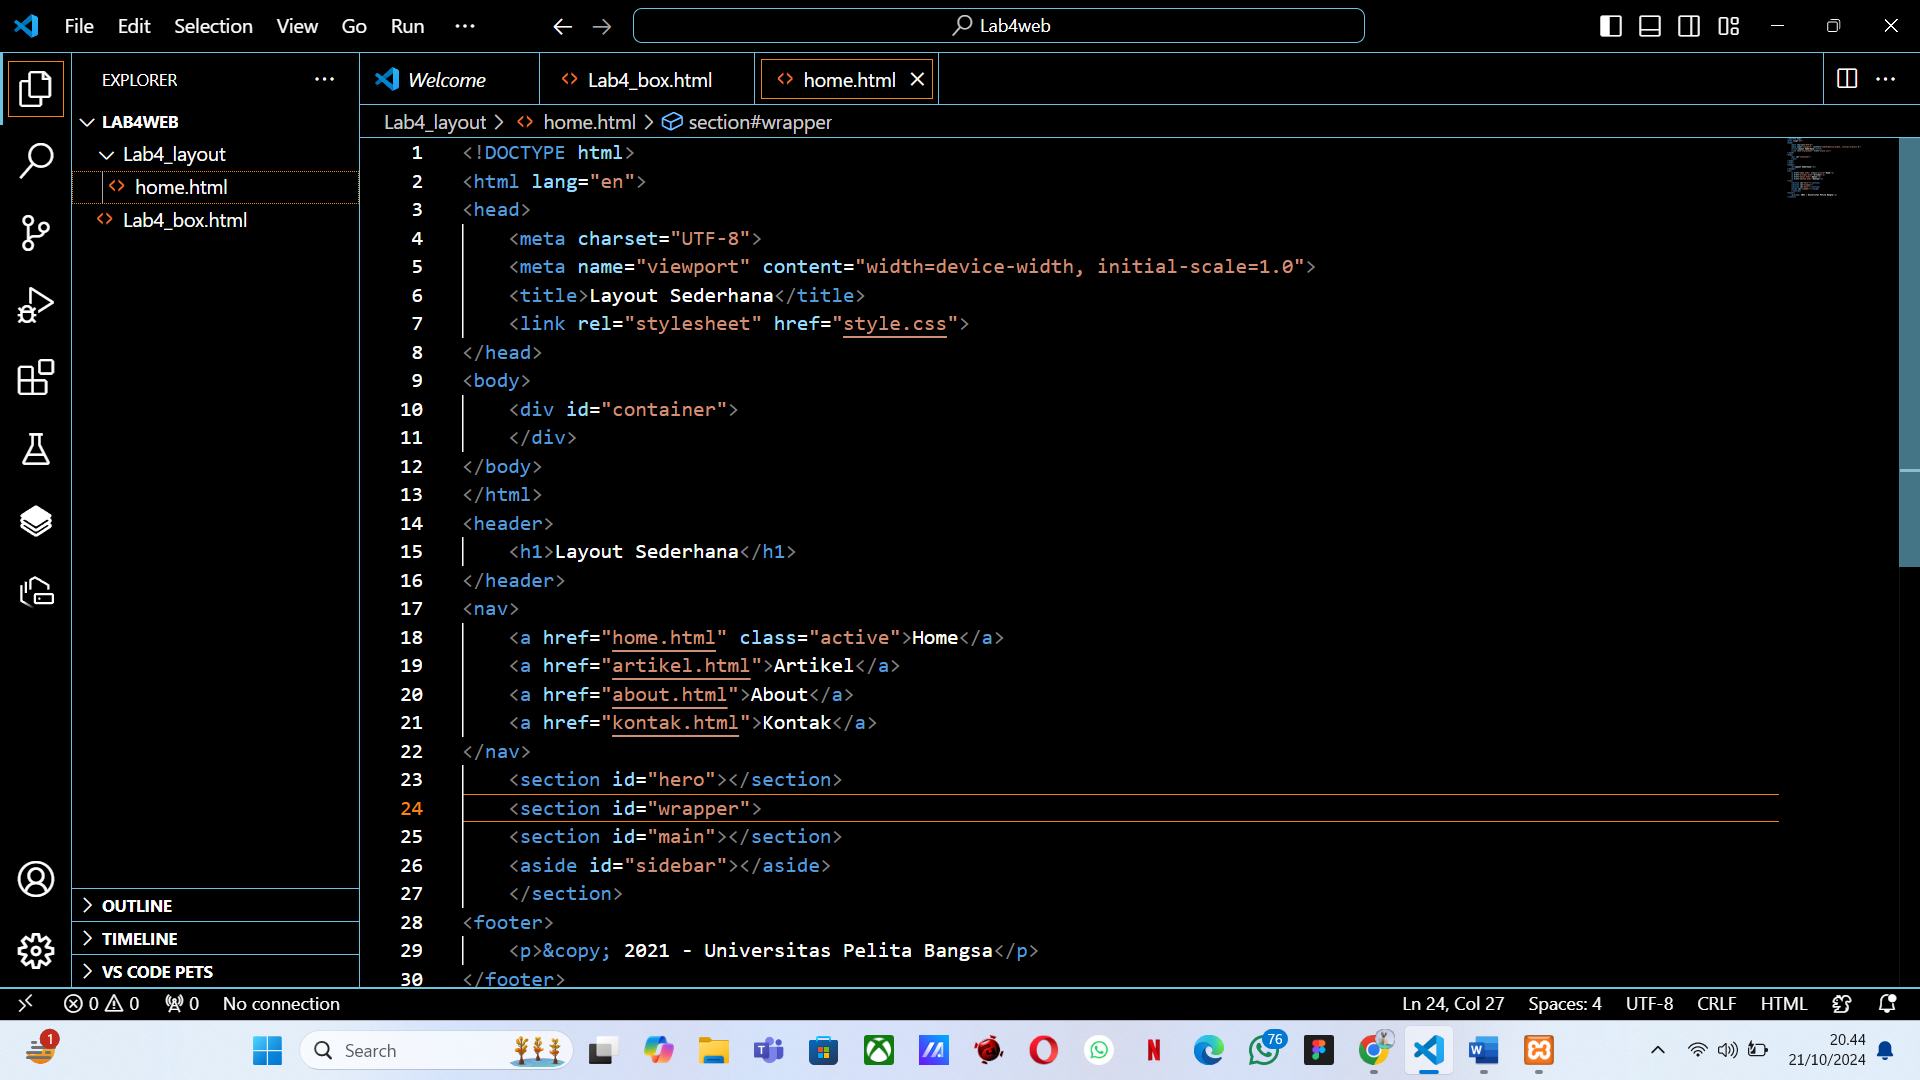 File Edit Selection View Go Run
Lab4web
EXPLORER
LAB4WEB
Lab4_layout
home.html
Lab4_box.html
OUTLINE
TIMELINE
VS CODE PETS
Welcome
Lab4_box.html
home.html
Lab4_layout > home.html > section#wrapper
1 <!DOCTYPE html>
2 <html lang="en">
3 <head>
4 <meta charset="UTF-8">
5 <meta name="viewport" content="width=device-width, initial-scale=1.0">
6 <title>Layout Sederhana</title>
7 <link rel="stylesheet" href="style.css">
8 </head>
9 <body>
10 <div id="container">
11 </div>
12 </body>
13 </html>
14 <header>
15 <h1>Layout Sederhana</h1>
16 </header>
17 <nav>
18 <a href="home.html" class="active">Home</a>
19 <a href="artikel.html">Artikel</a>
20 <a href="about.html">About</a>
21 <a href="kontak.html">Kontak</a>
22 </nav>
23 <section id="hero"></section>
24 <section id="wrapper">
25 <section id="main"></section>
26 <aside id="sidebar"></aside>
27 </section>
28 <footer>
29 <p>&copy; 2021 - Universitas Pelita Bangsa</p>
30 </footer>
0 0 0 No connection
Ln 24, Col 27 Spaces: 4 UTF-8 CRLF HTML
1
Search
76
20.44
21/10/2024